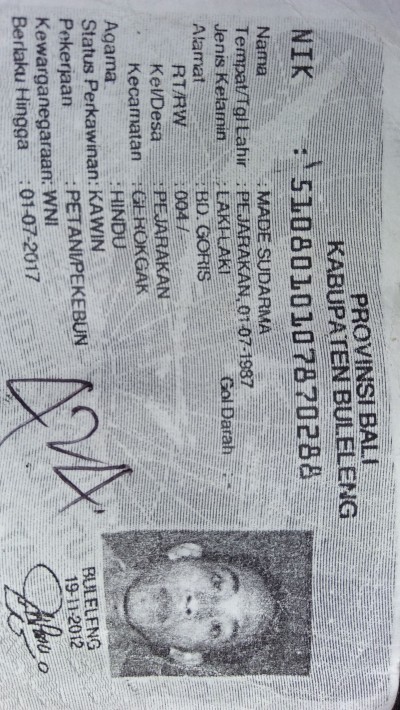 PROVINSI BALI
KABUPATEN BULELENG
NIK : 5108010107870288
Nama : MADE SUDARMA
Tempat/Tgl Lahir : PEJARAKAN, 01-07-1987
Jenis Kelamin : LAKI-LAKI Gol Darah :
Alamat : BD. GORIS
RT/RW : 004/
Kel/Desa : PEJARAKAN
Kecamatan : GEROKGAK
Agama : HINDU
Status Perkawinan: KAWIN
Pekerjaan : PETANI/PEKEBUN
Kewarganegaraan: WNI
Berlaku Hingga : 01-07-2017
BULELENG
19-11-2012